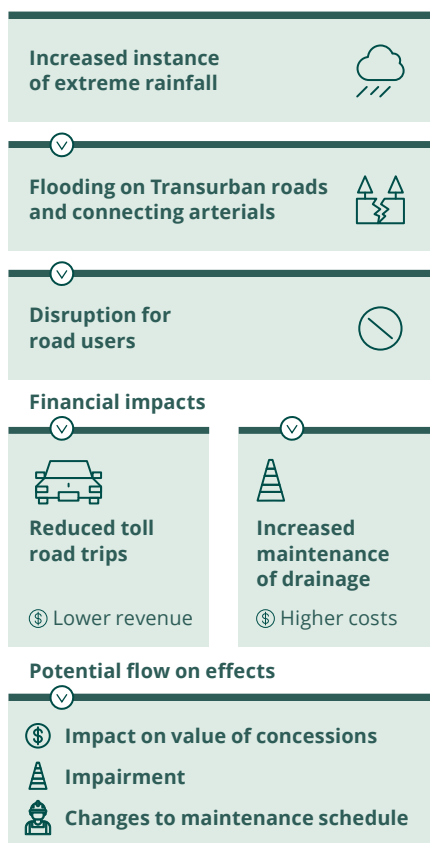 Increased instance
of extreme rainfall
Flooding on Transurban roads
and connecting arterials
Disruption for
road users
Financial impacts
Reduced toll
road trips
$ Lower revenue
Increased
maintenance
of drainage
$ Higher costs
Potential flow on effects
$ Impact on value of concessions
Impairment
Changes to maintenance schedule